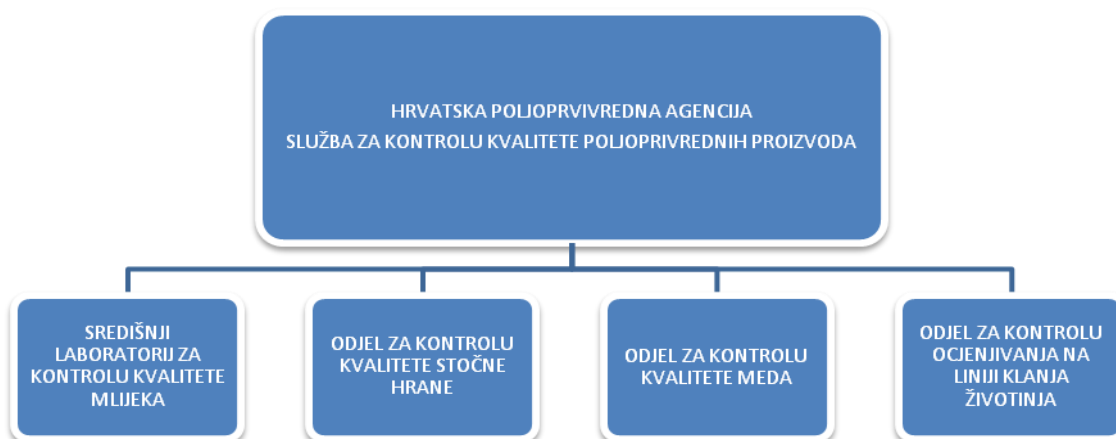 HRVATSKA POLJOPRVIVREDNA AGENCIJA
SLUŽBA ZA KONTROLU KVALITETE POLJOPRIVREDNIH PROIZVODA
SREDIŠNJI
LABORATORIJ ZA
KONTROLU KVALITETE
MLIJEKA
ODJEL ZA KONTROLU
KVALITETE STOČNE
HRANE
ODJEL ZA KONTROLU
KVALITETE MEDA
ODJEL ZA KONTROLU
OCJENJIVANJA NA
LINIJI KLANJA
ŽIVOTINJA